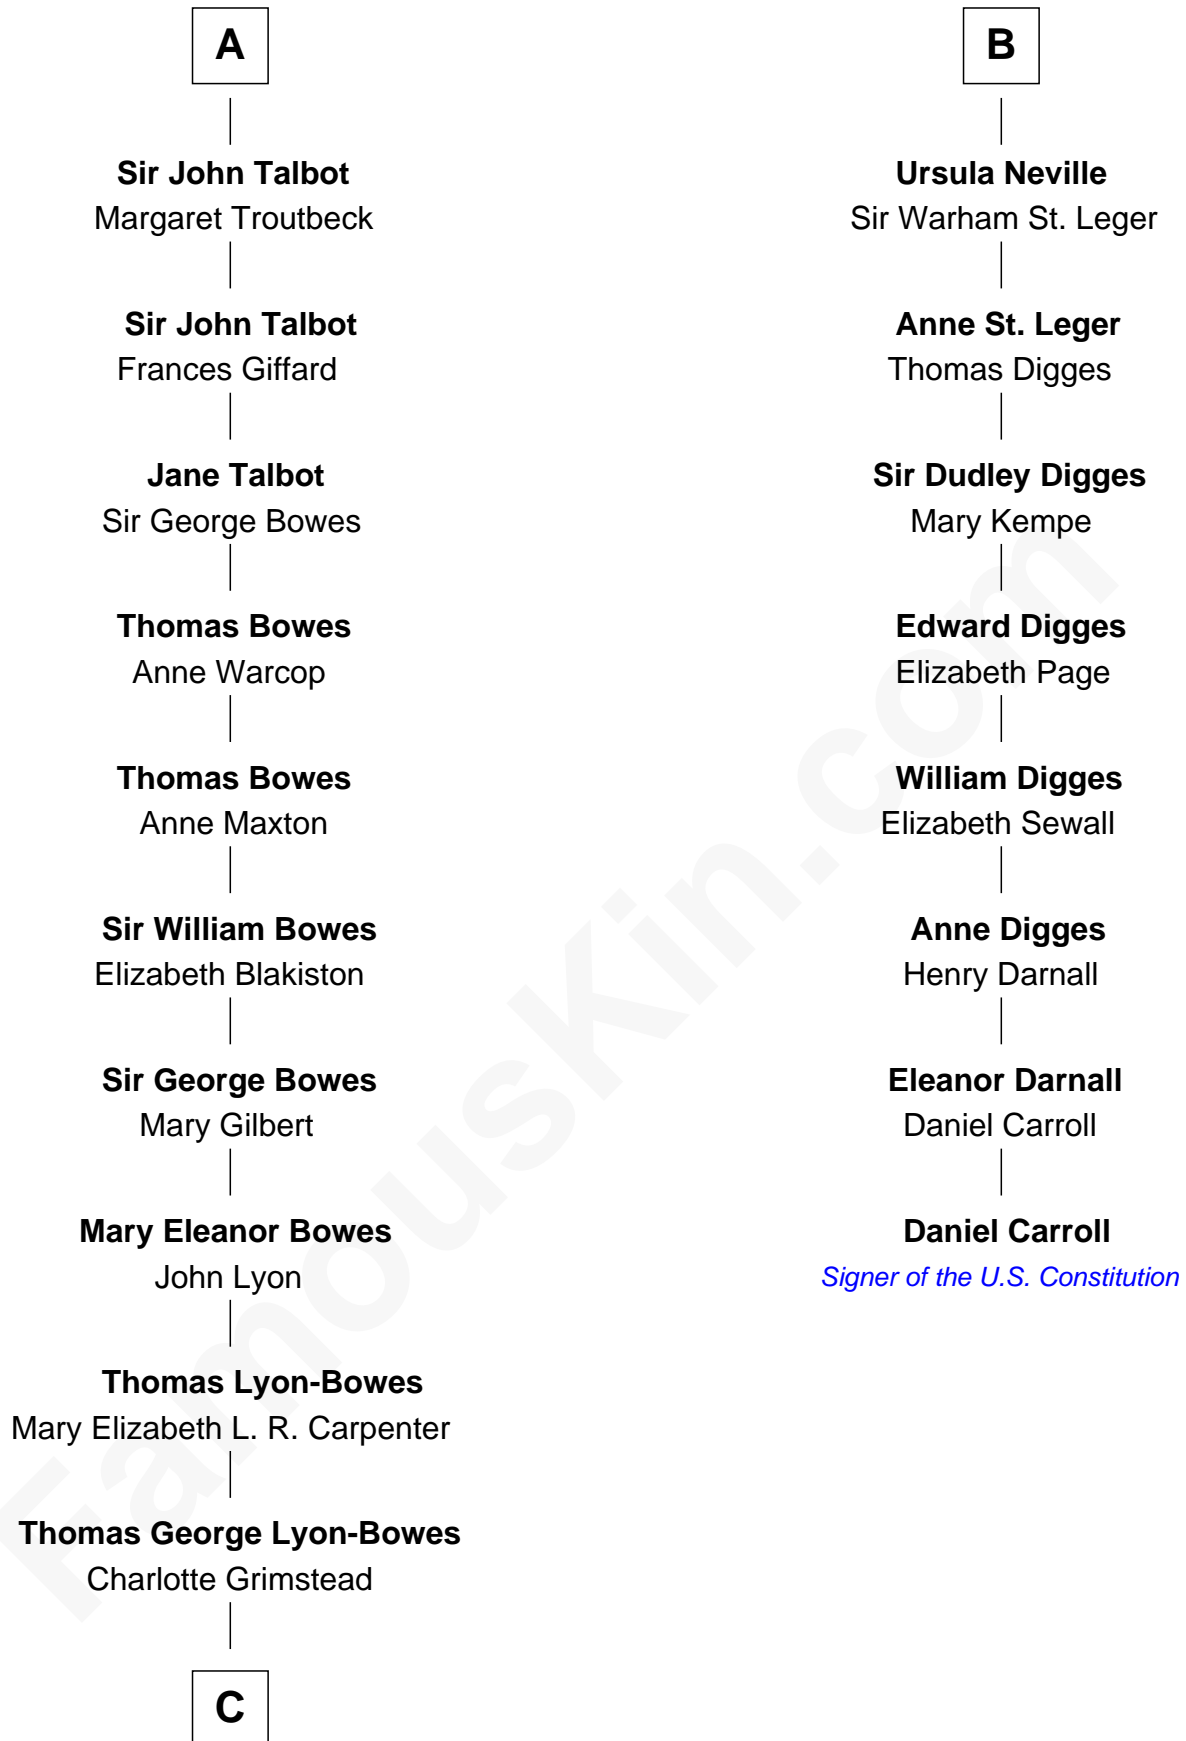 A
Sir John Talbot
Margaret Troutbeck
Sir John Talbot
Frances Giffard
Jane Talbot
Sir George Bowes
Thomas Bowes
Anne Warcop
Thomas Bowes
Anne Maxton
Sir William Bowes
Elizabeth Blakiston
Sir George Bowes
Mary Gilbert
Mary Eleanor Bowes
John Lyon
Thomas Lyon-Bowes
Mary Elizabeth L. R. Carpenter
Thomas George Lyon-Bowes
Charlotte Grimstead
C
B
Ursula Neville
Sir Warham St. Leger
Anne St. Leger
Thomas Digges
Sir Dudley Digges
Mary Kempe
Edward Digges
Elizabeth Page
William Digges
Elizabeth Sewall
Anne Digges
Henry Darnall
Eleanor Darnall
Daniel Carroll
Daniel Carroll
Signer of the U.S. Constitution
FamousKin.com